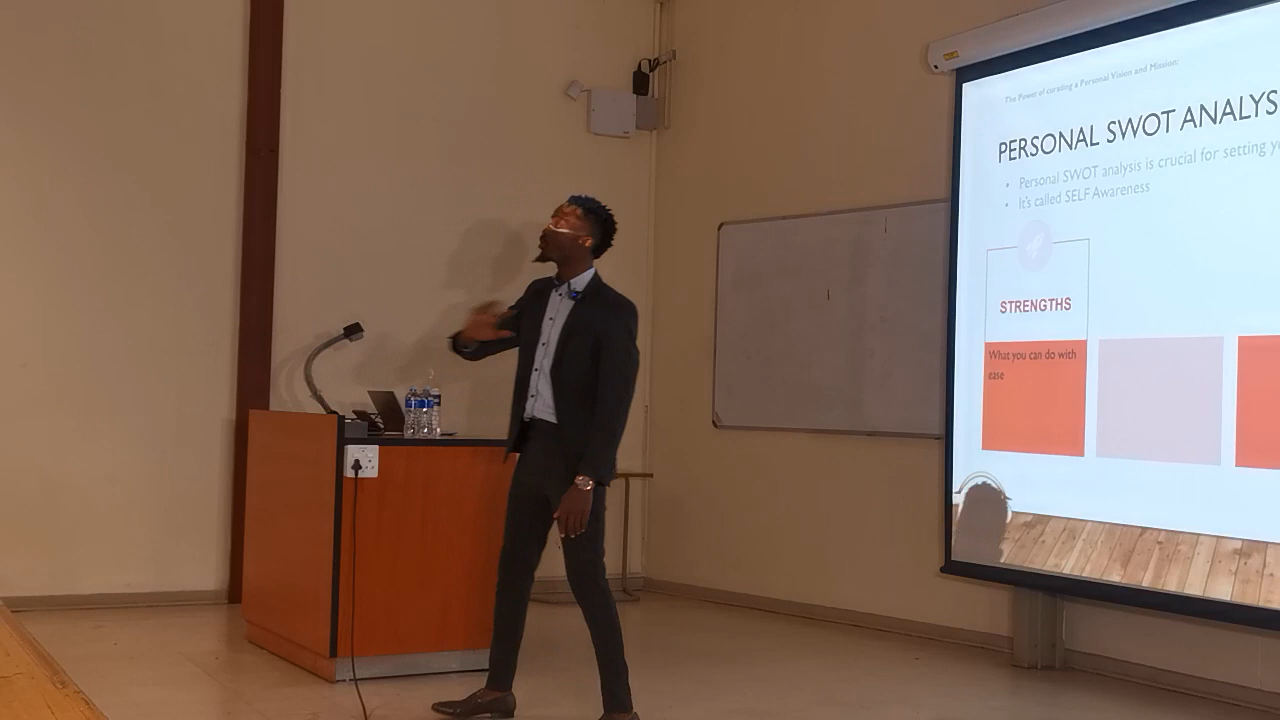 The Power of curating a Personal Vision and Mission:
PERSONAL SWOT ANALYS
• Personal SWOT analysis is crucial for setting y
• It's called SELF Awareness
STRENGTHS
What you can do with
ease